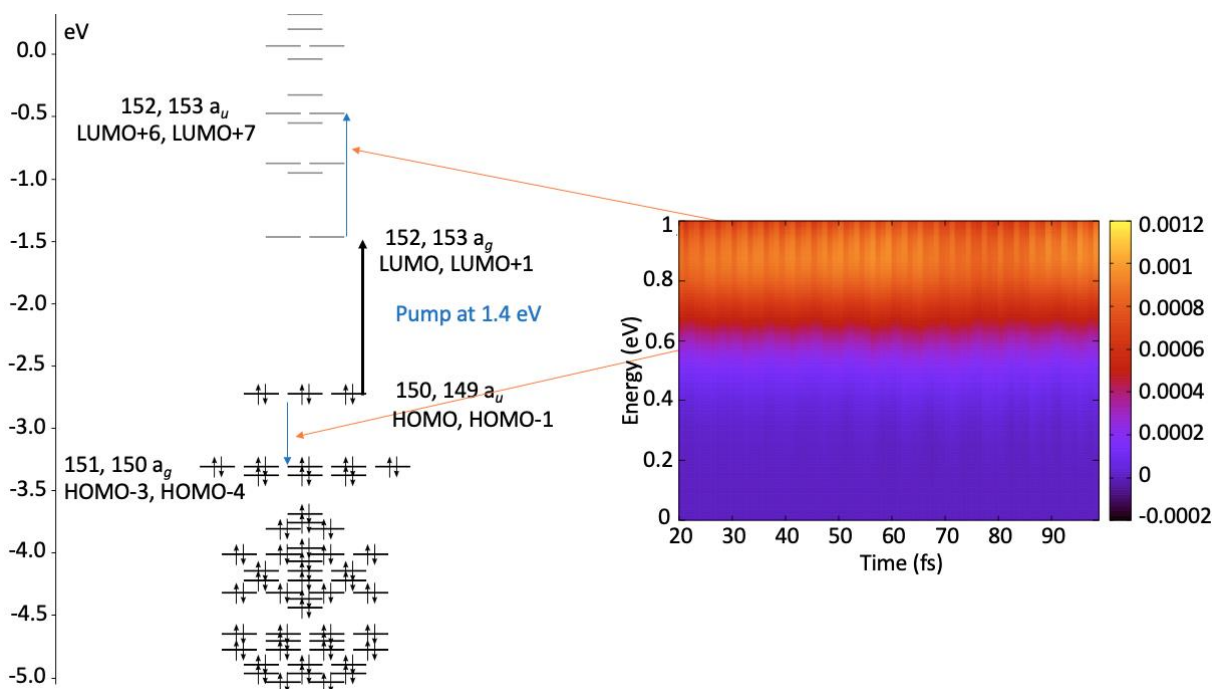 eV
0.0
-0.5
-1.0
-1.5
-2.0
-2.5
-3.0
-3.5
-4.0
-4.5
-5.0
152, 153 au
LUMO+6, LUMO+7
152, 153 ag
LUMO, LUMO+1
Pump at 1.4 eV
150, 149 au
HOMO, HOMO-1
151, 150 ag
HOMO-3, HOMO-4
Energy (eV)
1
0.8
0.6
0.4
0.2
0
20 30 40 50 60 70 80 90
Time (fs)
0.0012
0.001
0.0008
0.0006
0.0004
0.0002
0
-0.0002